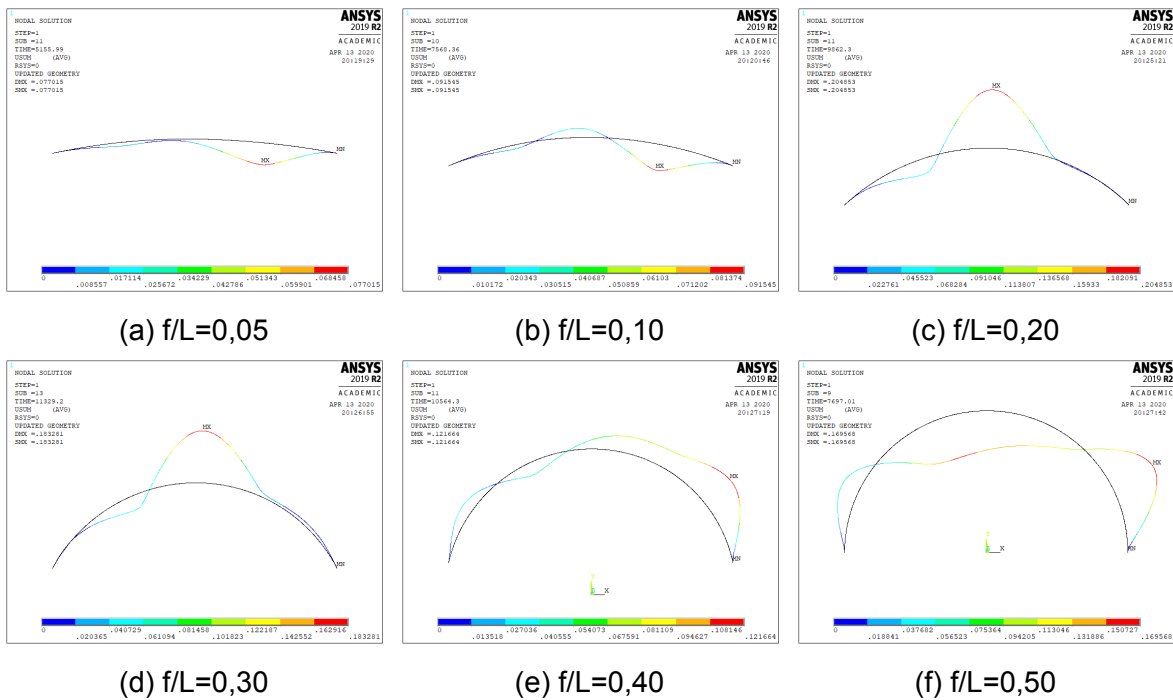 1
NODAL SOLUTION
STEP=1
SUB =11
TIME=5155.99
USUM (AVG)
RSYS=0
UPDATED GEOMETRY
DMX =.077015
SMX =.077015
ANSYS
2019 R2
ACADEMIC
APR 13 2020
20:19:29
MX
MN
0 .017114 .034229 .051343 .068458
.008557 .025672 .042786 .059901 .077015
(a) f/L=0,05
1
NODAL SOLUTION
STEP=1
SUB =10
TIME=7568.36
USUM (AVG)
RSYS=0
UPDATED GEOMETRY
DMX =.091545
SMX =.091545
ANSYS
2019 R2
ACADEMIC
APR 13 2020
20:20:46
MX
MN
0 .020343 .040687 .06103 .081374
.010172 .030515 .050859 .071202 .091545
(b) f/L=0,10
1
NODAL SOLUTION
STEP=1
SUB =11
TIME=9862.3
USUM (AVG)
RSYS=0
UPDATED GEOMETRY
DMX =.204853
SMX =.204853
ANSYS
2019 R2
ACADEMIC
APR 13 2020
20:25:21
MX
MN
0 .045523 .091046 .136568 .182091
.022761 .068284 .113807 .15933 .204853
(c) f/L=0,20
1
NODAL SOLUTION
STEP=1
SUB =13
TIME=11329.2
USUM (AVG)
RSYS=0
UPDATED GEOMETRY
DMX =.183281
SMX =.183281
ANSYS
2019 R2
ACADEMIC
APR 13 2020
20:26:55
MX
MN
0 .040729 .081458 .122187 .162916
.020365 .061094 .101823 .142552 .183281
(d) f/L=0,30
1
NODAL SOLUTION
STEP=1
SUB =11
TIME=10564.3
USUM (AVG)
RSYS=0
UPDATED GEOMETRY
DMX =.121664
SMX =.121664
ANSYS
2019 R2
ACADEMIC
APR 13 2020
20:27:19
MX
MN
Y
X
0 .027036 .054073 .081109 .108146
.013518 .040555 .067591 .094627 .121664
(e) f/L=0,40
1
NODAL SOLUTION
STEP=1
SUB =9
TIME=7697.01
USUM (AVG)
RSYS=0
UPDATED GEOMETRY
DMX =.169568
SMX =.169568
ANSYS
2019 R2
ACADEMIC
APR 13 2020
20:27:42
MX
MN
Y
X
0 .037682 .075364 .113046 .150727
.018841 .056523 .094205 .131886 .169568
(f) f/L=0,50